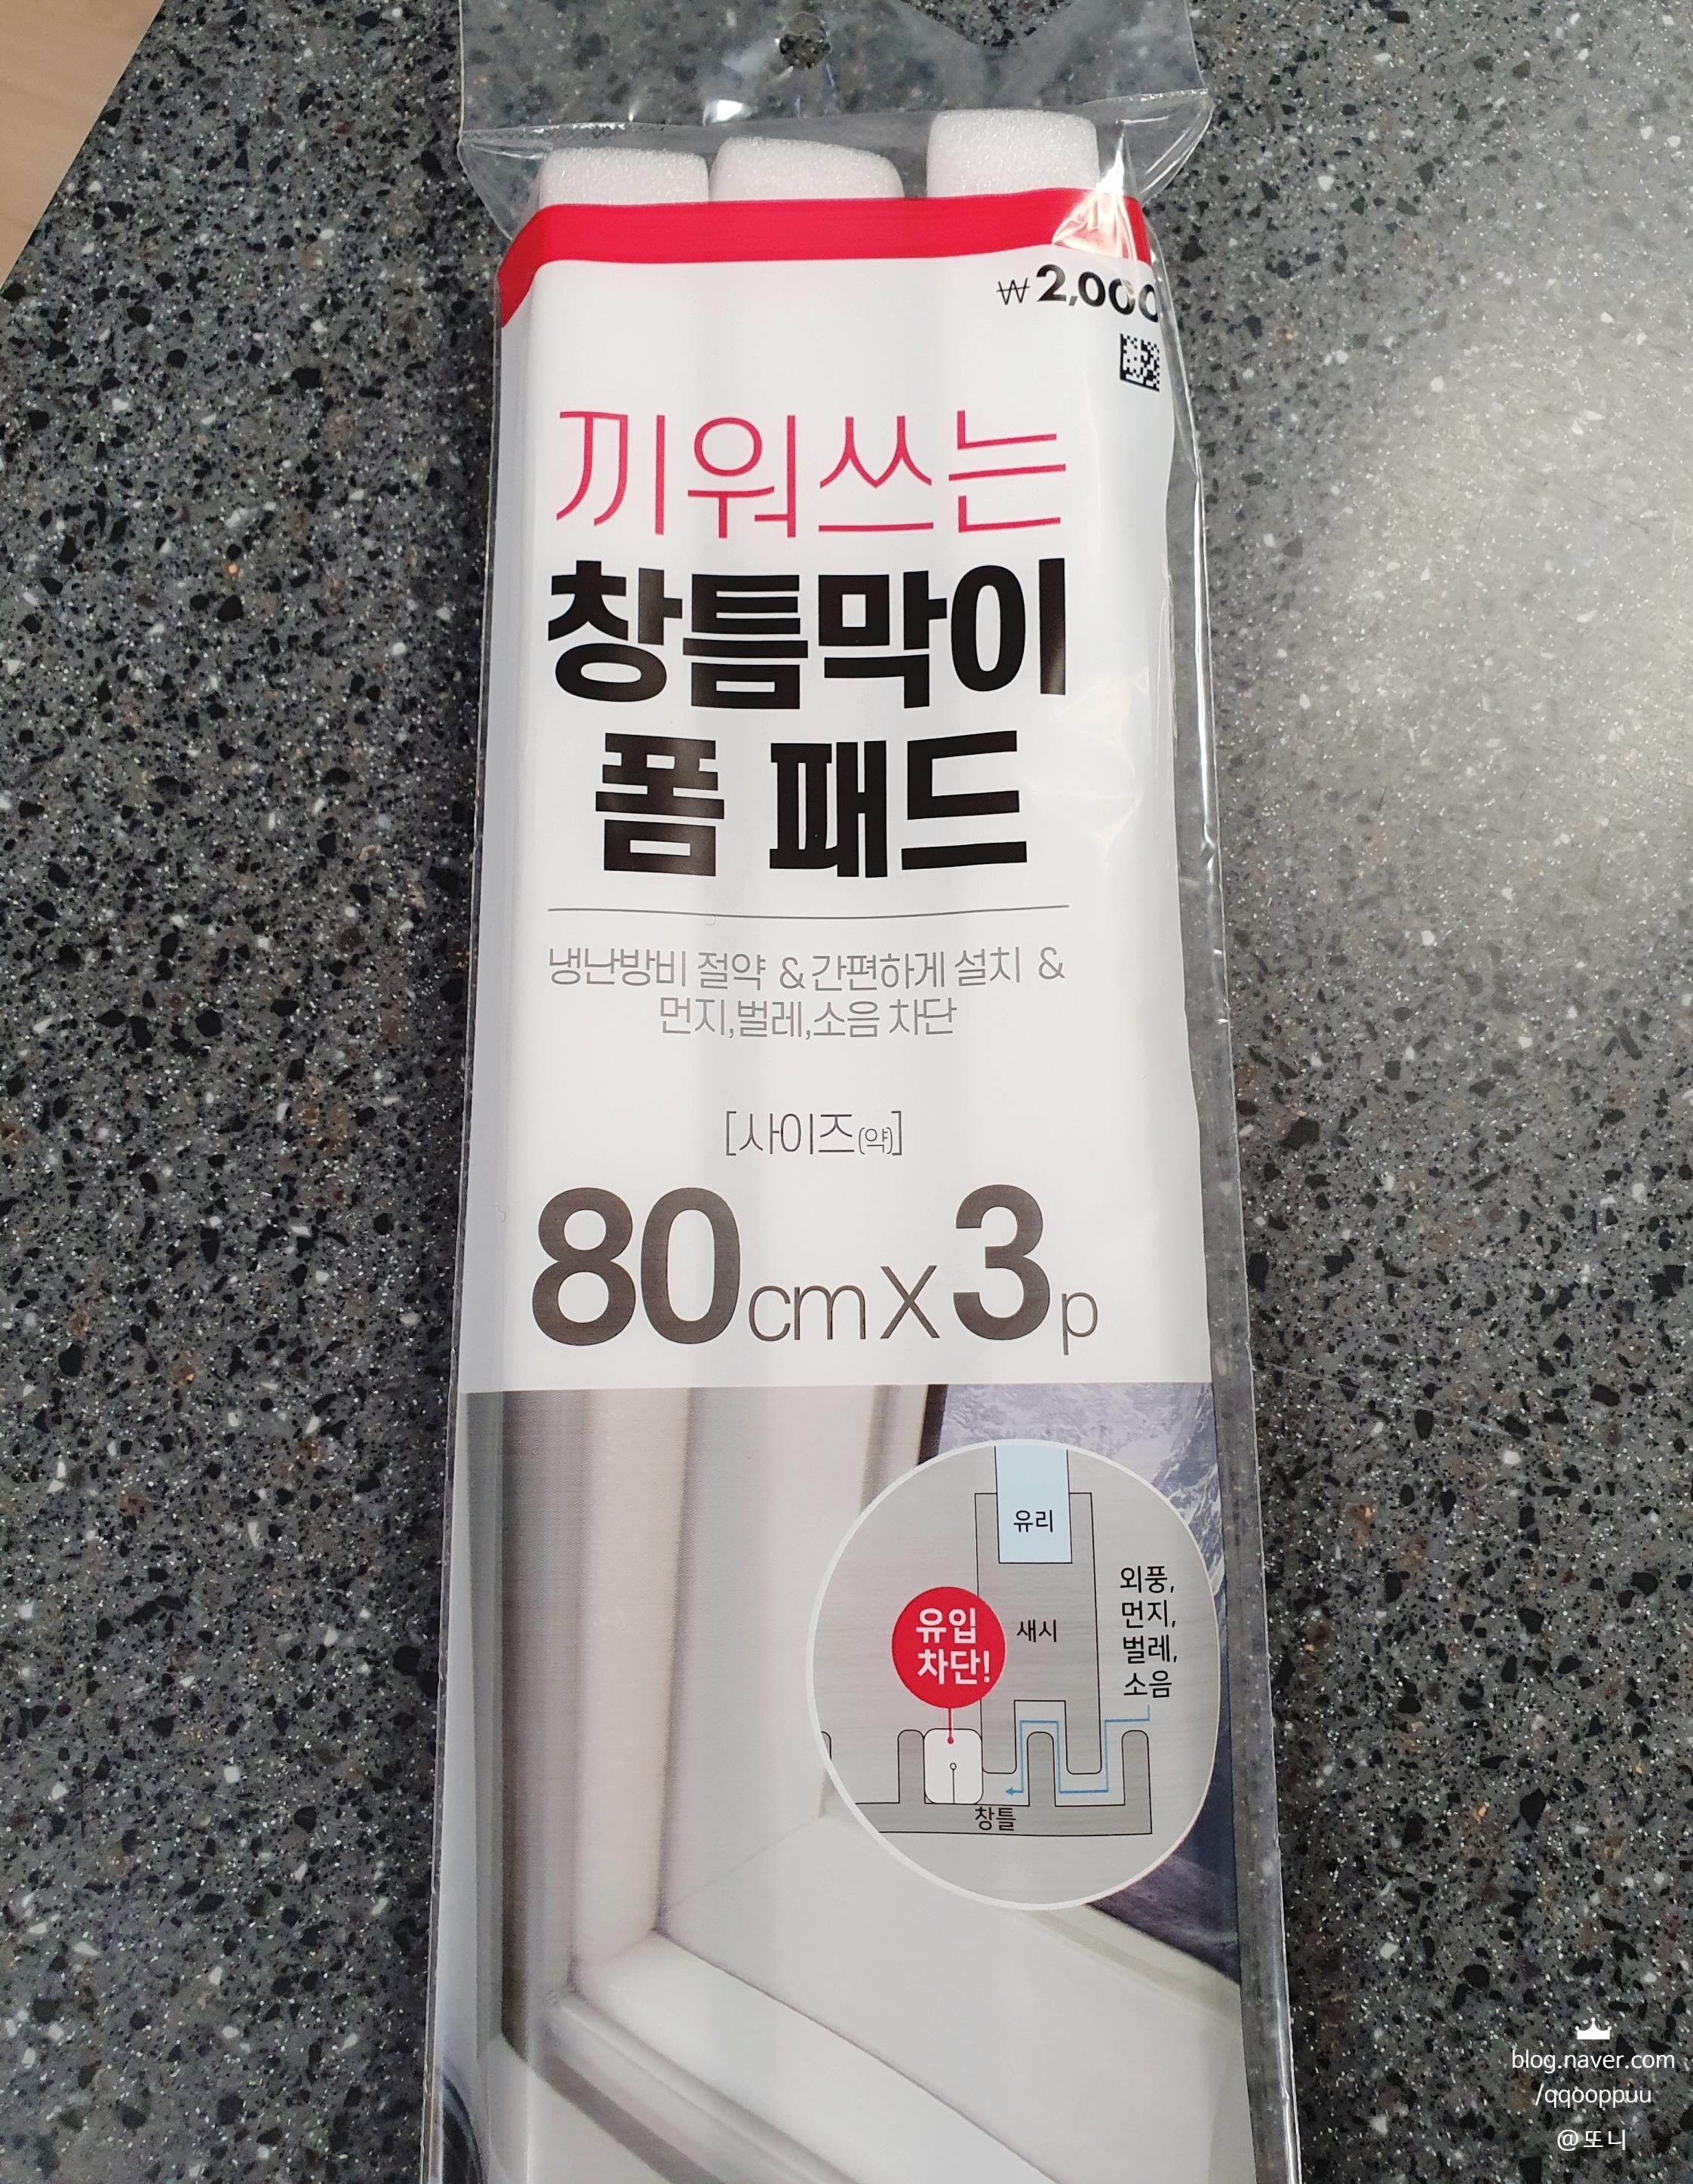 ₩2,000
끼워쓰는
창틈막이
폼 패드
냉난방비 절약 & 간편하게 설치 &
먼지,벌레,소음 차단
[사이즈(약)]
80cm x 3p
유리
새시
유입
차단!
외풍,
먼지,
벌레,
소음
창틀
blog.naver.com
/qqooppuu
@또니